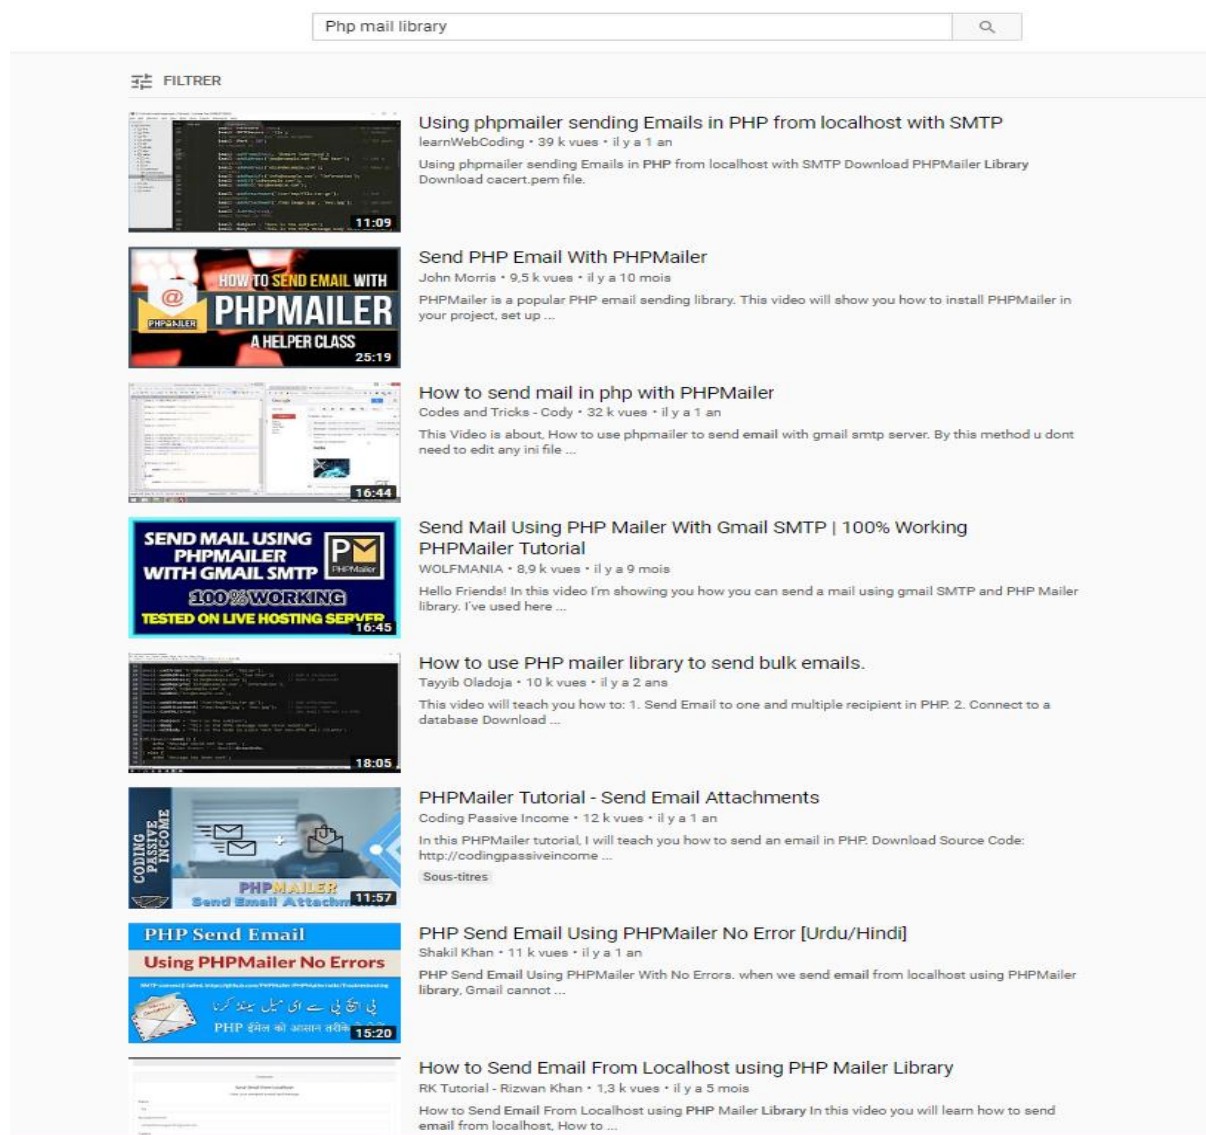 Php mail library
FILTRER
11:09
Using phpmailer sending Emails in PHP from localhost with SMTP
learnWebCoding • 39 k vues • il y a 1 an
Using phpmailer sending Emails in PHP from localhost with SMTP Download PHPMailer Library
Download cacert.pem file.
HOW TO SEND EMAIL WITH
PHPMAILER
PHPMAILER
A HELPER CLASS
25:19
Send PHP Email With PHPMailer
John Morris • 9,5 k vues • il y a 10 mois
PHPMailer is a popular PHP email sending library. This video will show you how to install PHPMailer in
your project, set up ...
16:44
How to send mail in php with PHPMailer
Codes and Tricks - Cody • 32 k vues • il y a 1 an
This Video is about, How to use phpmailer to send email with gmail smtp server. By this method u dont
need to edit any ini file ...
SEND MAIL USING
PHPMAILER
WITH GMAIL SMTP
PHPMailer
100% WORKING
TESTED ON LIVE HOSTING SERVER
16:45
Send Mail Using PHP Mailer With Gmail SMTP | 100% Working
PHPMailer Tutorial
WOLFMANIA • 8,9 k vues • il y a 9 mois
Hello Friends! In this video I'm showing you how you can send a mail using gmail SMTP and PHP Mailer
library. I've used here ...
18:05
How to use PHP mailer library to send bulk emails.
Tayyib Oladoja • 10 k vues • il y a 2 ans
This video will teach you how to: 1. Send Email to one and multiple recipient in PHP. 2. Connect to a
database Download ...
CODING
PASSIVE
INCOME
PHPMAILER
Send Email Attachments
11:57
PHPMailer Tutorial - Send Email Attachments
Coding Passive Income • 12 k vues • il y a 1 an
In this PHPMailer tutorial, I will teach you how to send an email in PHP. Download Source Code:
http://codingpassiveincome ...
Sous-titres
PHP Send Email
Using PHPMailer No Errors
پی ایچ پی سے ای میل سینڈ کرنا
PHP ईमेल को आसान तरीके
15:20
PHP Send Email Using PHPMailer No Error [Urdu/Hindi]
Shakil Khan • 11 k vues • il y a 1 an
PHP Send Email Using PHPMailer With No Errors. when we send email from localhost using PHPMailer
library, Gmail cannot ...
How to Send Email From Localhost using PHP Mailer Library
RK Tutorial - Rizwan Khan • 1,3 k vues • il y a 5 mois
How to Send Email From Localhost using PHP Mailer Library In this video you will learn how to send
email from localhost, How to ...